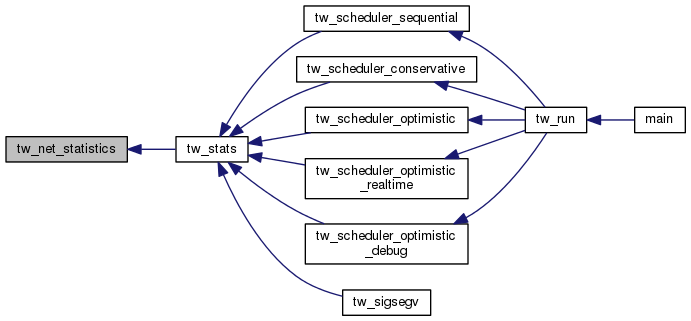 tw_scheduler_sequential
tw_scheduler_conservative
tw_scheduler_optimistic
tw_run
main
tw_net_statistics
tw_stats
tw_scheduler_optimistic
_realtime
tw_scheduler_optimistic
_debug
tw_sigsegv